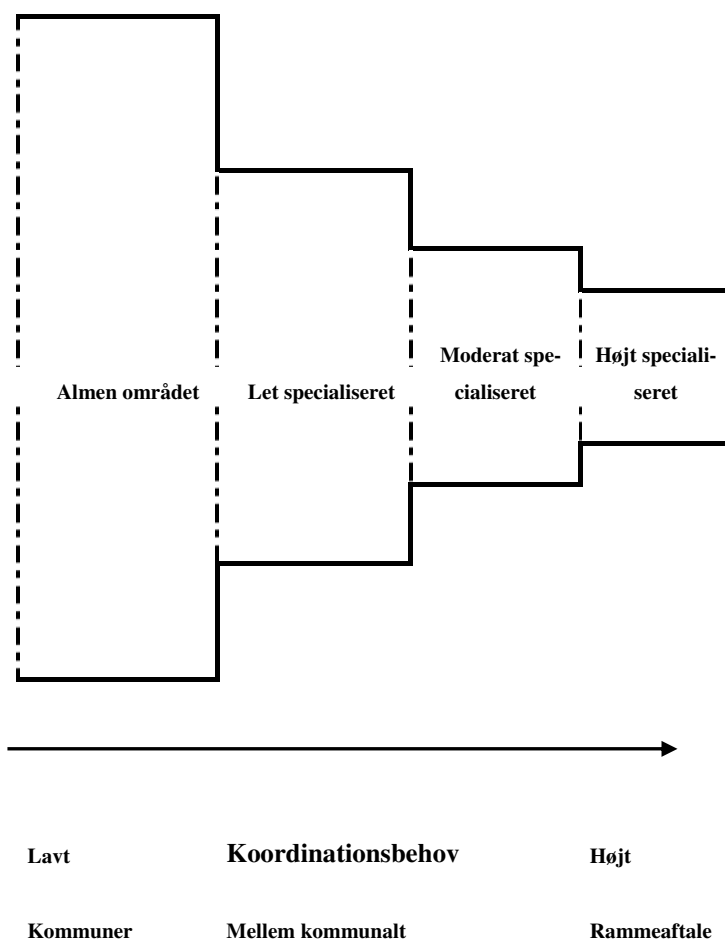 Almen området
Let specialiseret
Moderat spe-
cialiseret
Højt speciali-
seret
Lavt
Koordinationsbehov
Højt
Kommuner
Mellem kommunalt
Rammeaftale